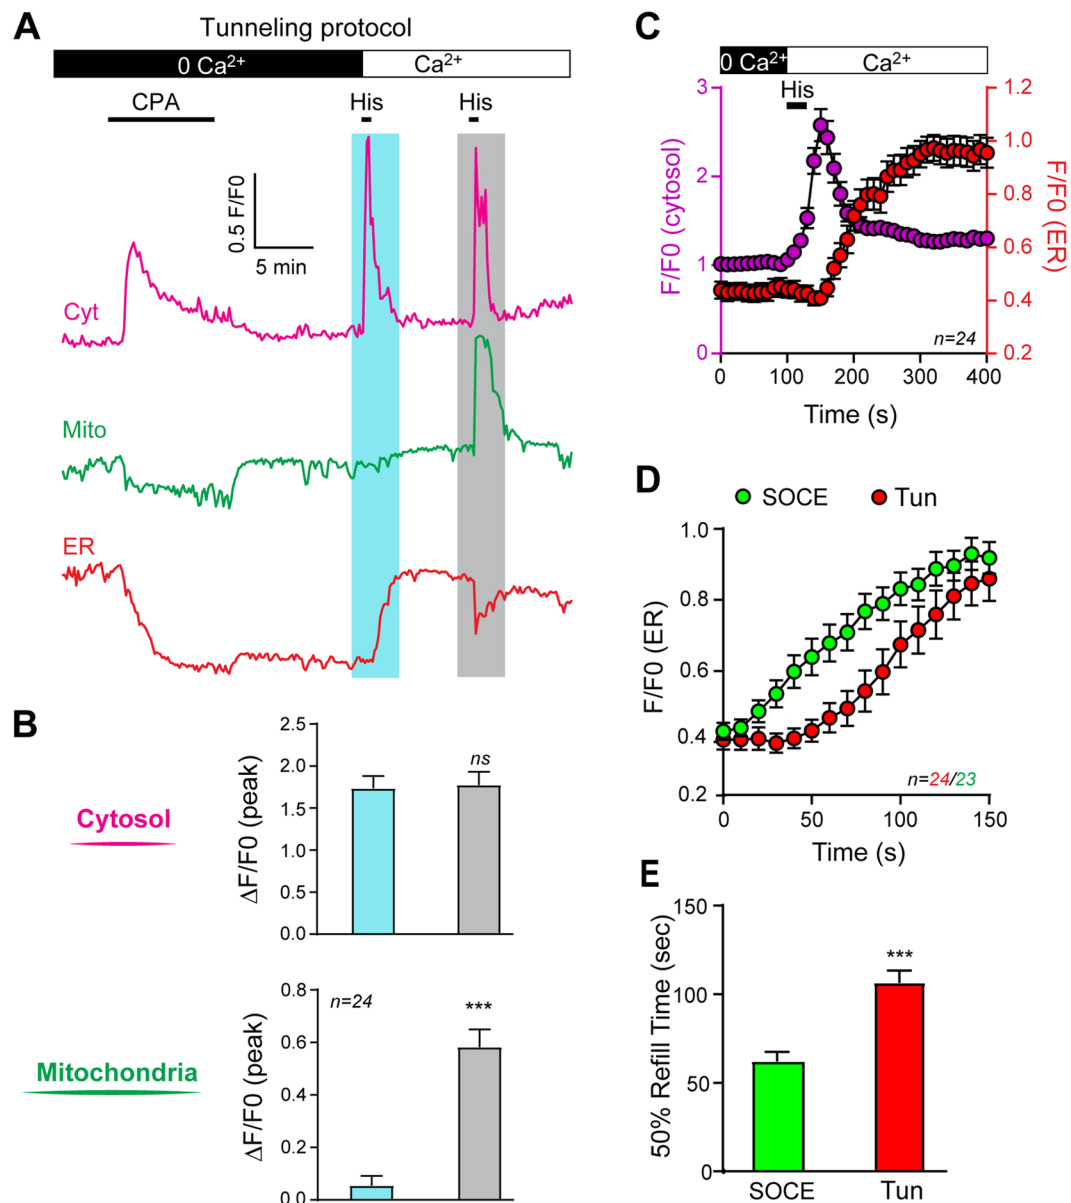 A
Tunneling protocol
0 Ca²⁺
Ca²⁺
CPA
His
His
0.5 F/F0
5 min
Cyt
Mito
ER
B
Cytosol
ΔF/F0 (peak)
2.5
2.0
1.5
1.0
0.5
0.0
ns
Mitochondria
ΔF/F0 (peak)
0.8
0.6
0.4
0.2
0.0
n=24
***
C
0 Ca²⁺
Ca²⁺
His
F/F0 (cytosol)
3
2
1
0
F/F0 (ER)
1.2
1.0
0.8
0.6
0.4
0.2
n=24
0 100 200 300 400
Time (s)
D
SOCE
Tun
F/F0 (ER)
1.0
0.8
0.6
0.4
0.2
n=24/23
0 50 100 150
Time (s)
E
50% Refill Time (sec)
150
100
50
0
***
SOCE
Tun